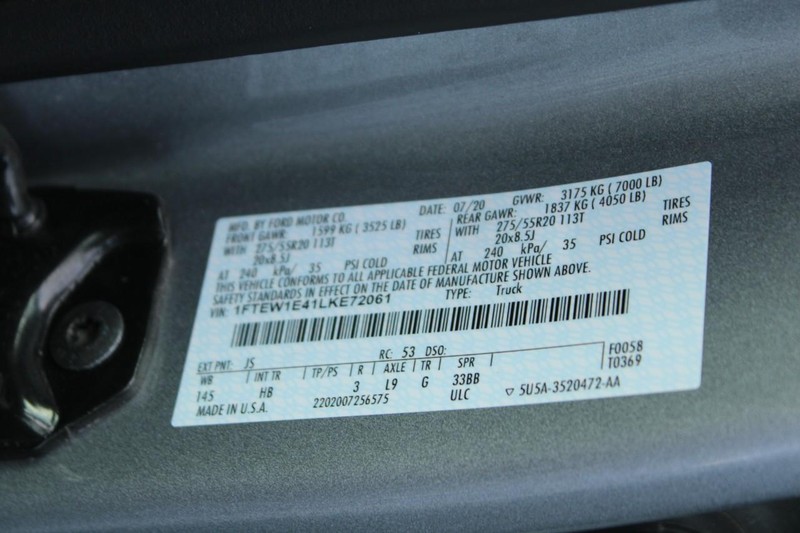 MFD. BY FORD MOTOR CO. DATE: 07/20 GVWR: 3175 KG ( 7000 LB)
FRONT GAWR: 1599 KG ( 3525 LB) REAR GAWR: 1837 KG ( 4050 LB)
WITH 275/55R20 113T TIRES WITH 275/55R20 113T TIRES
20x8.5J RIMS 20x8.5J RIMS
AT 240 kPa/ 35 PSI COLD AT 240 kPa/ 35 PSI COLD
THIS VEHICLE CONFORMS TO ALL APPLICABLE FEDERAL MOTOR VEHICLE
SAFETY STANDARDS IN EFFECT ON THE DATE OF MANUFACTURE SHOWN ABOVE.
VIN: 1FTEW1E41LKE72061 TYPE: Truck
EXT PNT: JS RC: 53 DSO: F0058
WB INT TR TP/PS R AXLE TR SPR T0369
145 HB 3 L9 G 33BB
MADE IN U.S.A. 2202007256575 ULC ▽ 5U5A-3520472-AA